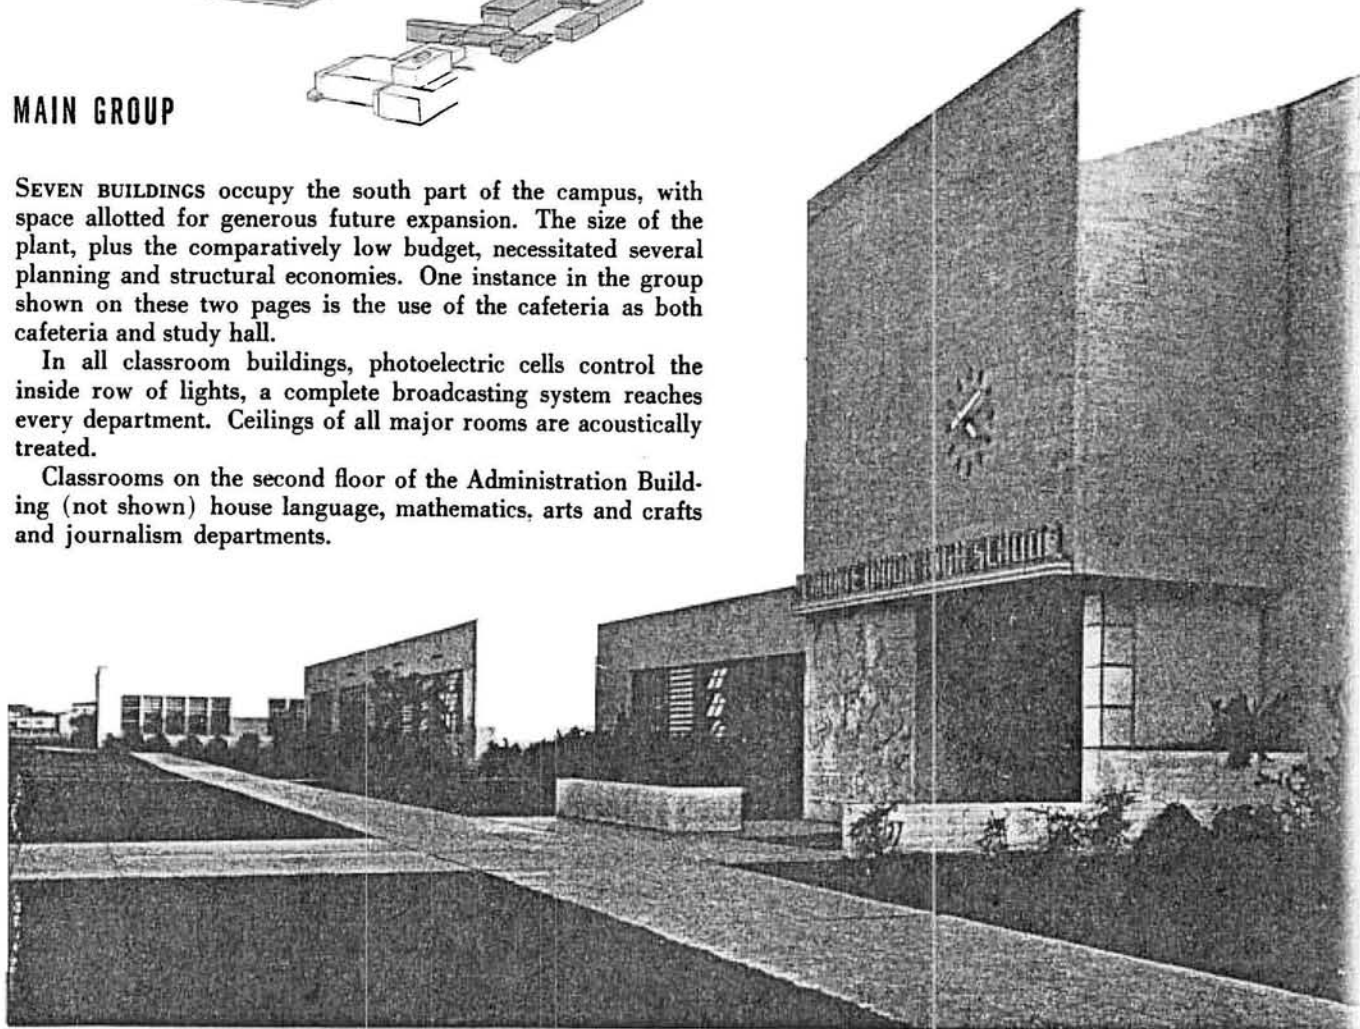 MAIN GROUP
SEVEN BUILDINGS occupy the south part of the campus, with
space allotted for generous future expansion. The size of the
plant, plus the comparatively low budget, necessitated several
planning and structural economies. One instance in the group
shown on these two pages is the use of the cafeteria as both
cafeteria and study hall.
In all classroom buildings, photoelectric cells control the
inside row of lights, a complete broadcasting system reaches
every department. Ceilings of all major rooms are acoustically
treated.
Classrooms on the second floor of the Administration Build-
ing (not shown) house language, mathematics, arts and crafts
and journalism departments.